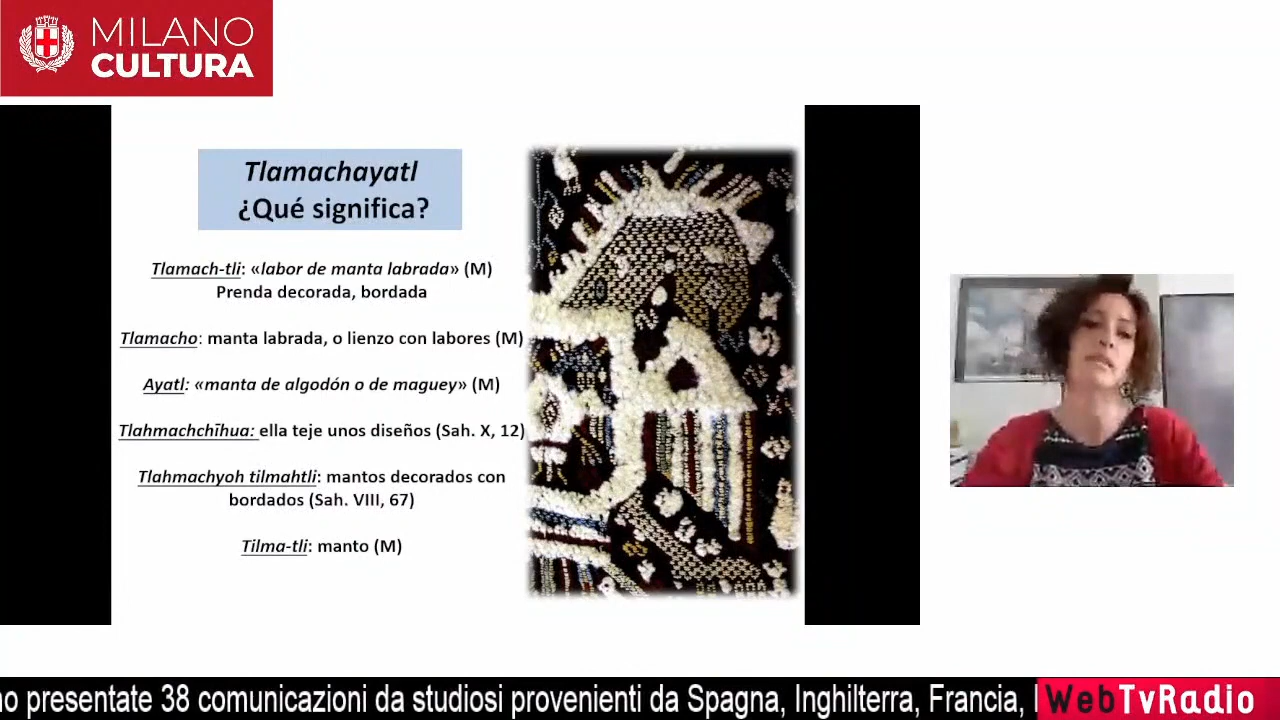 MILANO
CULTURA
Tlamachayatl
¿Qué significa?
Tlamach-tli: «labor de manta labrada» (M)
Prenda decorada, bordada
Tlamacho: manta labrada, o lienzo con labores (M)
Ayatl: «manta de algodón o de maguey» (M)
Tlahmachchīhua: ella teje unos diseños (Sah. X, 12)
Tlahmachyoh tilmahtli: mantos decorados con
bordados (Sah. VIII, 67)
Tilma-tli: manto (M)
no presentate 38 comunicazioni da studiosi provenienti da Spagna, Inghilterra, Francia,
WebTvRadio